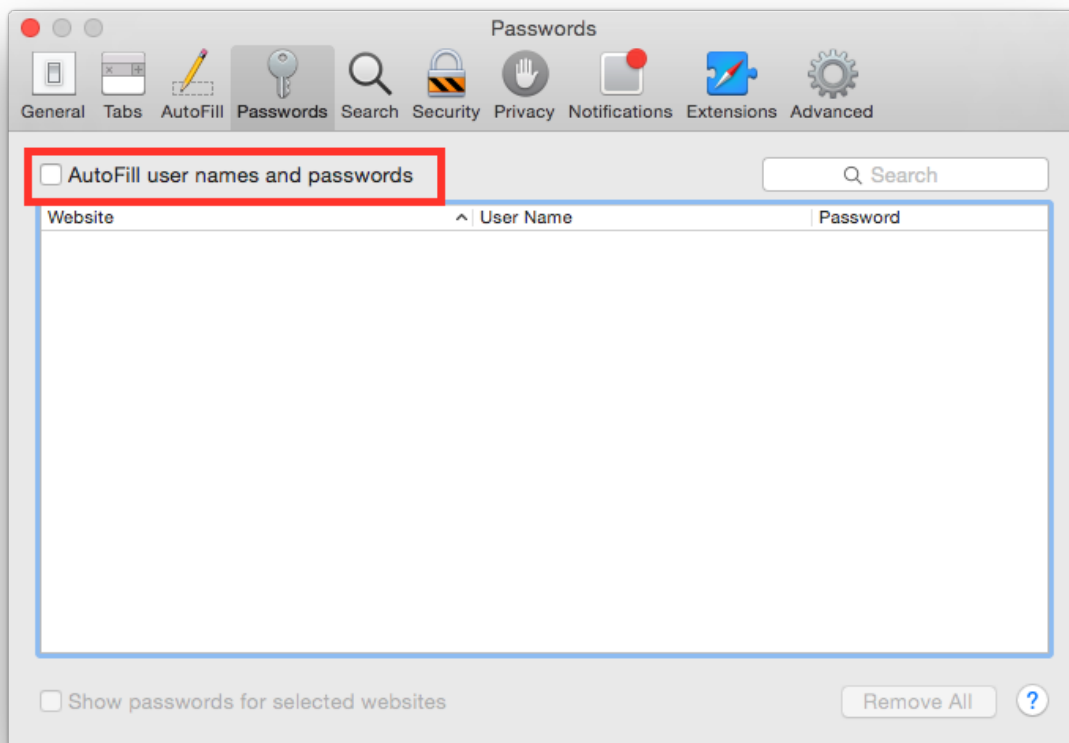 Passwords
General Tabs AutoFill Passwords Search Security Privacy Notifications Extensions Advanced
AutoFill user names and passwords Search
Website User Name Password
Show passwords for selected websites Remove All ?